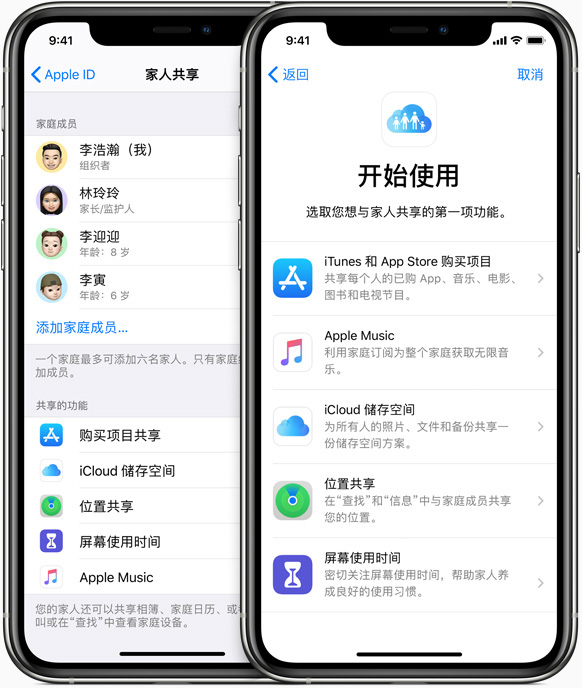 9:41
Apple ID
家人共享
家庭成员
李浩瀚（我）
组织者
林玲玲
家长/监护人
李迎迎
年龄：8 岁
李寅
年龄：6 岁
添加家庭成员...
一个家庭最多可添加六名家人。只有家庭
加成员。
共享的功能
购买项目共享
iCloud 储存空间
位置共享
屏幕使用时间
Apple Music
您的家人还可以共享相簿、家庭日历、或
叫或在“查找”中查看家庭设备。
9:41
返回
取消
开始使用
选取您想与家人共享的第一项功能。
iTunes 和 App Store 购买项目
共享每个人的已购 App、音乐、电影、
图书和电视节目。
Apple Music
利用家庭订阅为整个家庭获取无限音
乐。
iCloud 储存空间
为所有人的照片、文件和备份共享一
份储存空间方案。
位置共享
在“查找”和“信息”中与家庭成员共享
您的位置。
屏幕使用时间
密切关注屏幕使用时间，帮助家人养
成良好的使用习惯。